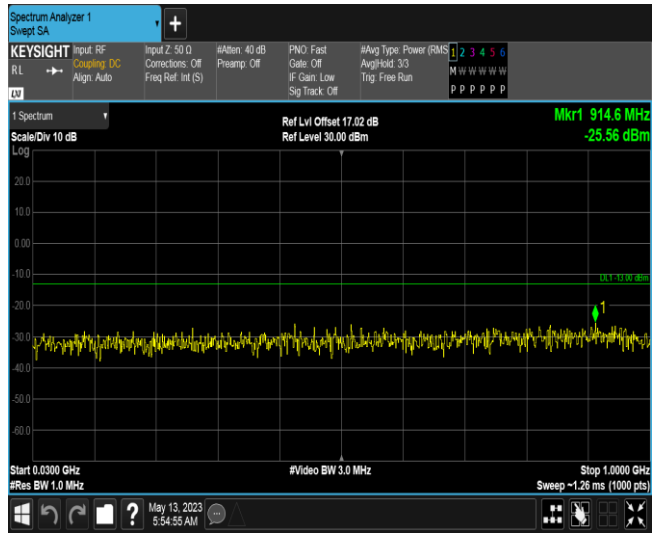 Spectrum Analyzer 1
Swept SA
+
KEYSIGHT
RL
LXI
Input: RF
Coupling: DC
Align: Auto
Input Z: 50 Ω
Corrections: Off
Freq Ref: Int (S)
#Atten: 40 dB
Preamp: Off
PNO: Fast
Gate: Off
IF Gain: Low
Sig Track: Off
#Avg Type: Power (RMS
Avg|Hold: 3/3
Trig: Free Run
1 2 3 4 5 6
M W W W W W
P P P P P P
1 Spectrum
Scale/Div 10 dB
Ref Lvl Offset 17.02 dB
Ref Level 30.00 dBm
Mkr1 914.6 MHz
-25.56 dBm
Log
20.0
10.0
0.00
-10.0
DL1 -13.00 dBm
-20.0
1
-30.0
-40.0
-50.0
-60.0
Start 0.0300 GHz
#Video BW 3.0 MHz
Stop 1.0000 GHz
#Res BW 1.0 MHz
Sweep ~1.26 ms (1000 pts)
?
May 13, 2023
5:54:55 AM